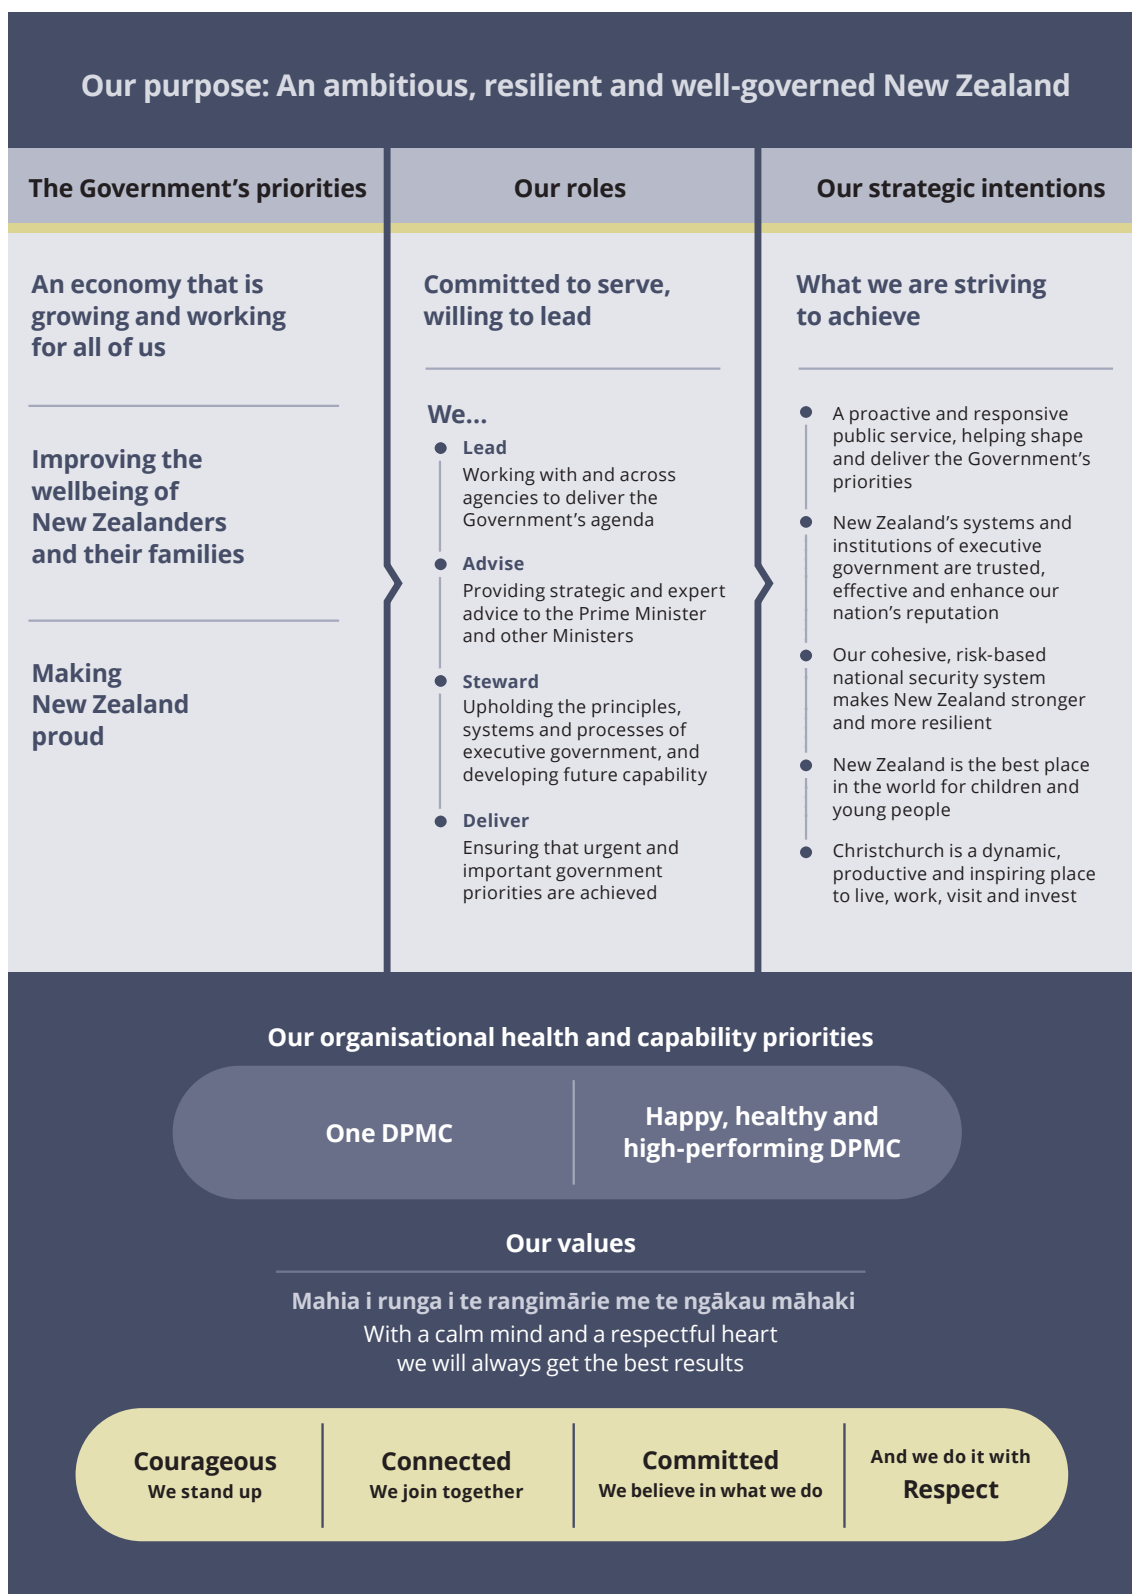 Our purpose: An ambitious, resilient and well-governed New Zealand
The Government's priorities
An economy that is
growing and working
for all of us
Improving the
wellbeing of
New Zealanders
and their families
Making
New Zealand
proud
Our roles
Committed to serve,
willing to lead
We...
Lead
Working with and across
agencies to deliver the
Government's agenda
Advise
Providing strategic and expert
advice to the Prime Minister
and other Ministers
Steward
Upholding the principles,
systems and processes of
executive government, and
developing future capability
Deliver
Ensuring that urgent and
important government
priorities are achieved
Our strategic intentions
What we are striving
to achieve
A proactive and responsive
public service, helping shape
and deliver the Government's
priorities
New Zealand's systems and
institutions of executive
government are trusted,
effective and enhance our
nation's reputation
Our cohesive, risk-based
national security system
makes New Zealand stronger
and more resilient
New Zealand is the best place
in the world for children and
young people
Christchurch is a dynamic,
productive and inspiring place
to live, work, visit and invest
Our organisational health and capability priorities
One DPMC
Happy, healthy and
high-performing DPMC
Our values
Mahia i runga i te rangimārie me te ngākau māhaki
With a calm mind and a respectful heart
we will always get the best results
Courageous
We stand up
Connected
We join together
Committed
We believe in what we do
And we do it with
Respect